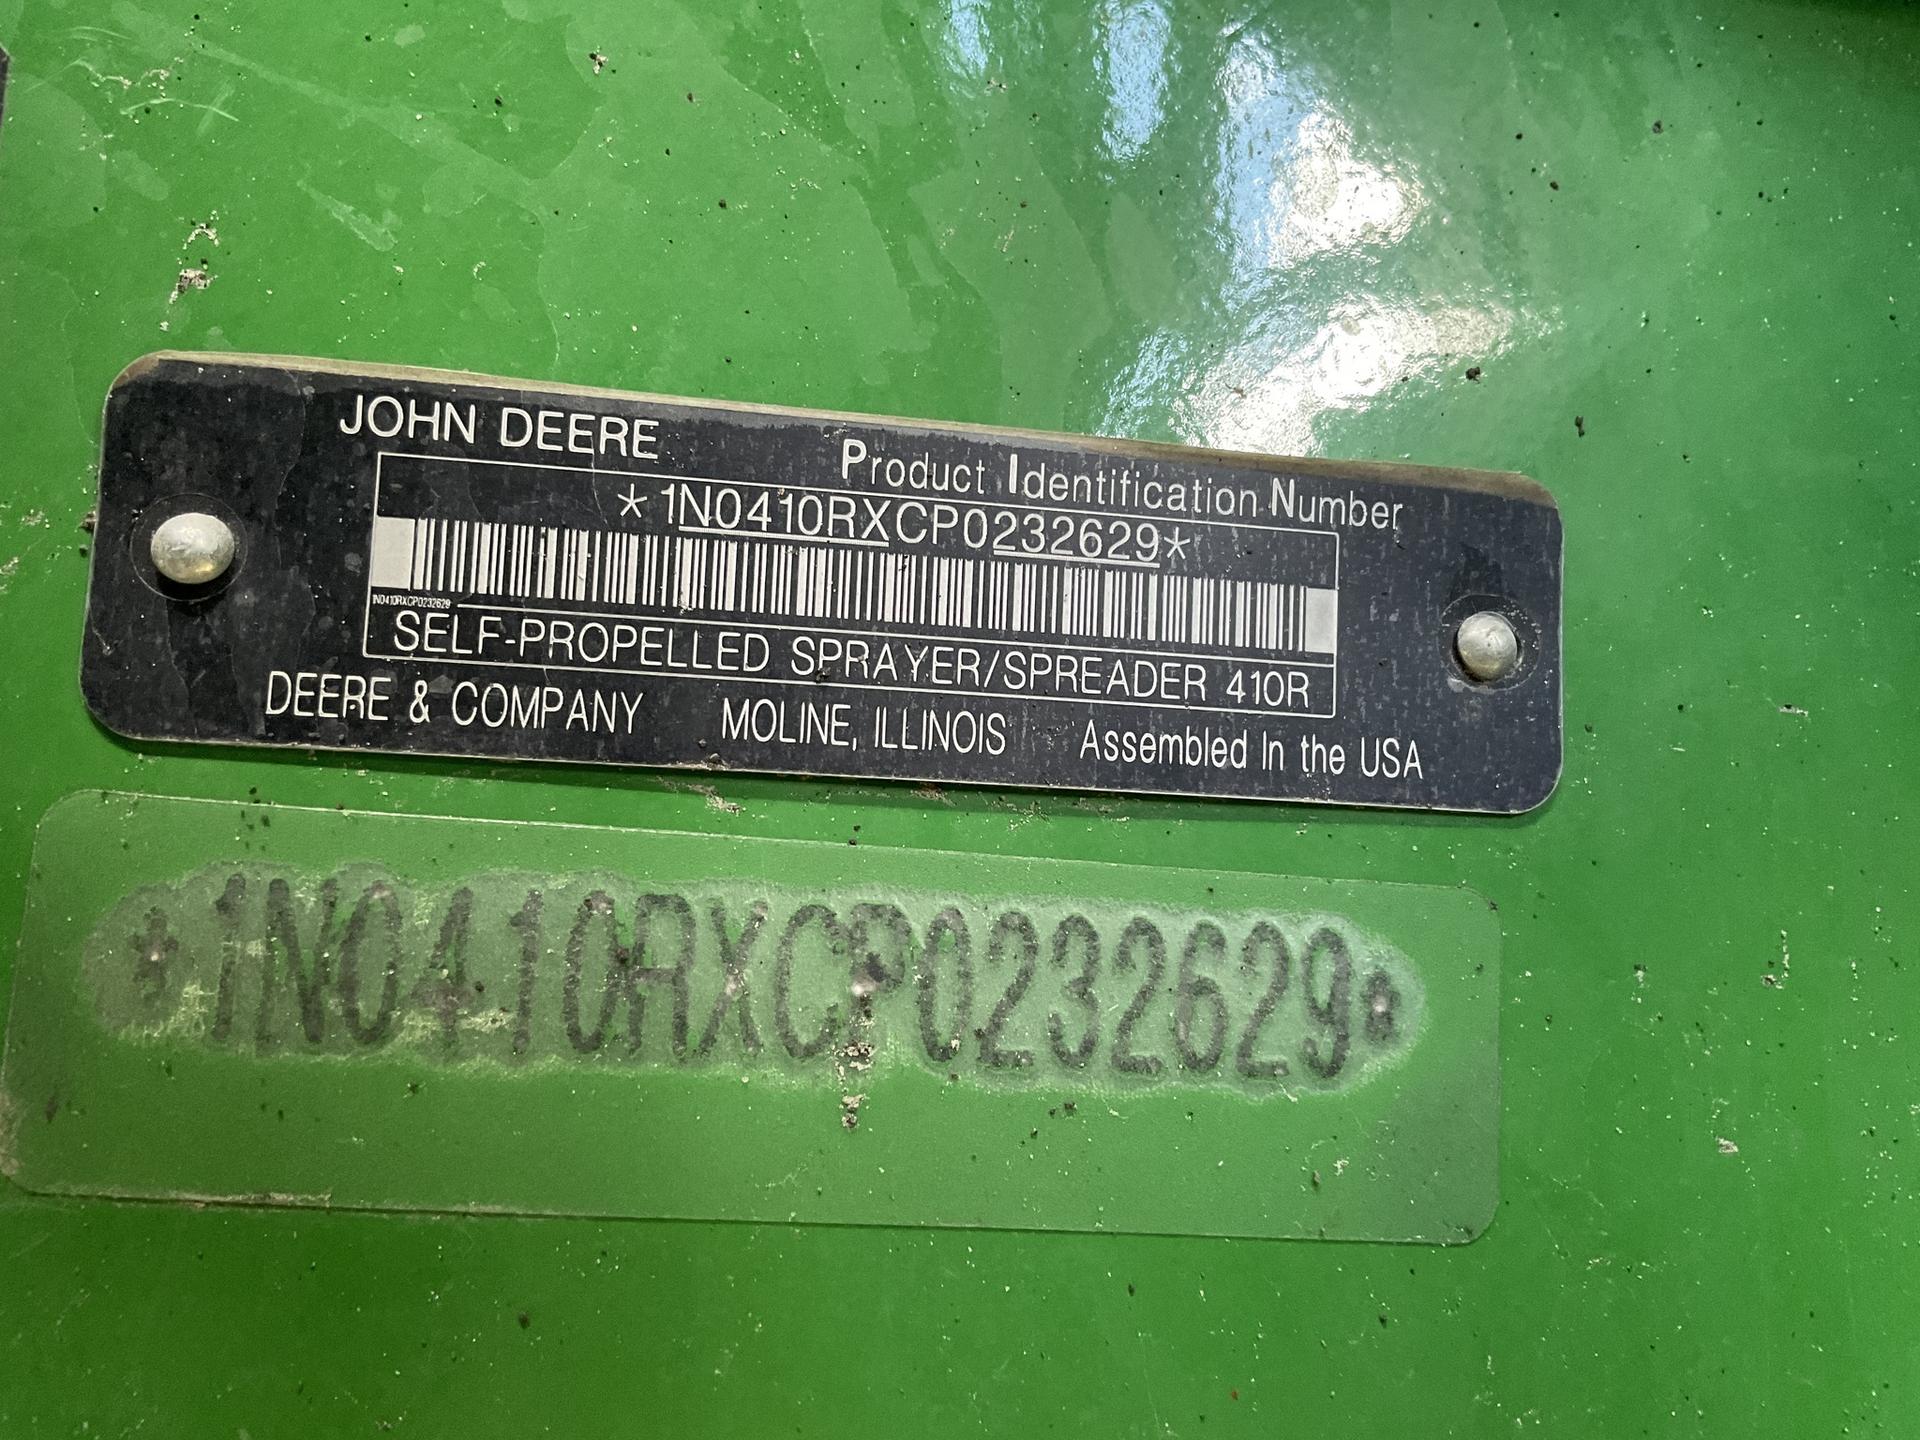 JOHN DEERE
Product Identification Number
*1N0410RXCP0232629*
1N0410RXCP0232629
SELF-PROPELLED SPRAYER/SPREADER 410R
DEERE & COMPANY MOLINE, ILLINOIS Assembled In the USA
*1N0410RXCP0232629*